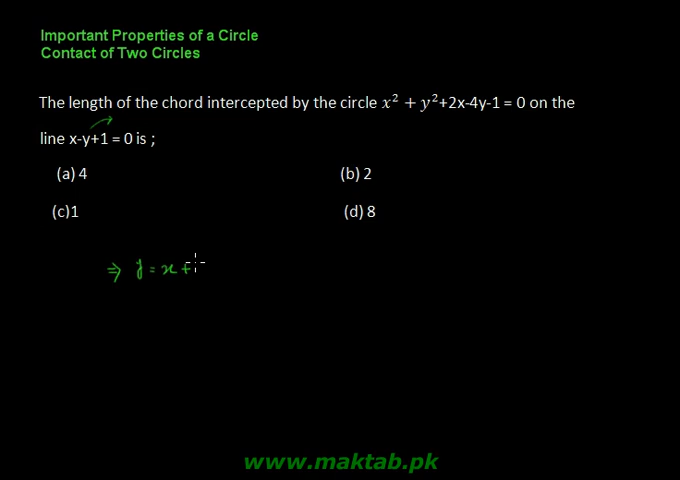 Important Properties of a Circle
Contact of Two Circles
The length of the chord intercepted by the circle x² + y²+2x-4y-1 = 0 on the
line x-y+1 = 0 is ;
(a) 4
(b) 2
(c)1
(d) 8
⇒ y = x +
www.maktab.pk